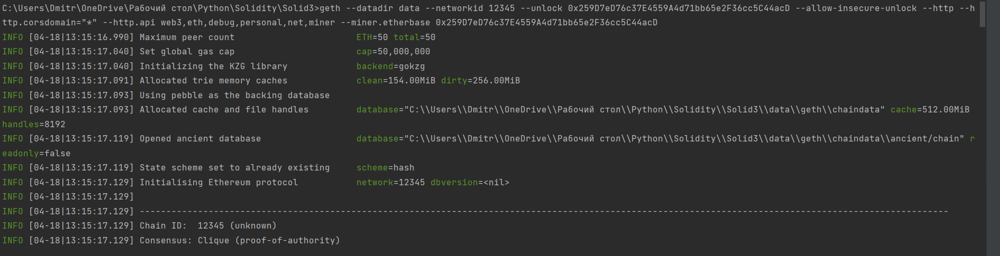 C:\Users\Dmitr\OneDrive\Рабочий стол\Python\Solidity\Solid3>geth --datadir data --networkid 12345 --unlock 0x259D7eD76c37E4559A4d71bb65e2F36cc5C44acD --allow-insecure-unlock --http --h
ttp.corsdomain="*" --http.api web3,eth,debug,personal,net,miner --miner.etherbase 0x259D7eD76c37E4559A4d71bb65e2F36cc5C44acD
INFO [04-18|13:15:16.990] Maximum peer count                       ETH=50 total=50
INFO [04-18|13:15:17.040] Set global gas cap                       cap=50,000,000
INFO [04-18|13:15:17.040] Initializing the KZG library             backend=gokzg
INFO [04-18|13:15:17.091] Allocated trie memory caches             clean=154.00MiB dirty=256.00MiB
INFO [04-18|13:15:17.093] Using pebble as the backing database
INFO [04-18|13:15:17.093] Allocated cache and file handles         database="C:\\Users\\Dmitr\\OneDrive\\Рабочий стол\\Python\\Solidity\\Solid3\\data\\geth\\chaindata" cache=512.00MiB
handles=8192
INFO [04-18|13:15:17.119] Opened ancient database                  database="C:\\Users\\Dmitr\\OneDrive\\Рабочий стол\\Python\\Solidity\\Solid3\\data\\geth\\chaindata\\ancient/chain" r
eadonly=false
INFO [04-18|13:15:17.119] State scheme set to already existing     scheme=hash
INFO [04-18|13:15:17.129] Initialising Ethereum protocol           network=12345 dbversion=<nil>
INFO [04-18|13:15:17.129]
INFO [04-18|13:15:17.129] ---------------------------------------------------------------------------------------------------------------------------------------------------------
INFO [04-18|13:15:17.129] Chain ID:  12345 (unknown)
INFO [04-18|13:15:17.129] Consensus: Clique (proof-of-authority)